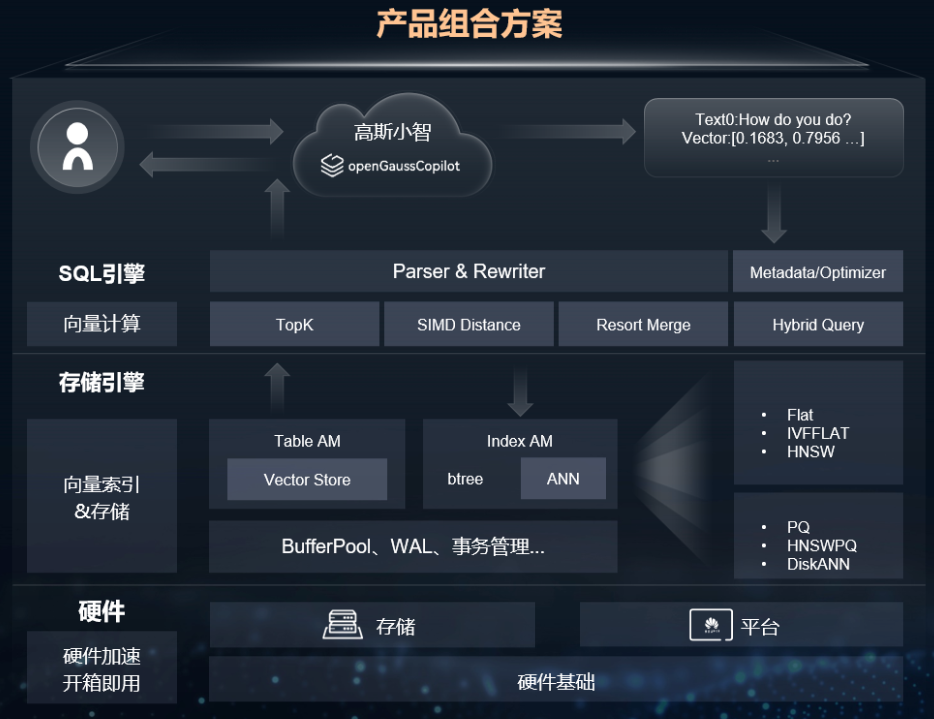 产品组合方案
高斯小智
openGaussCopilot
Text0:How do you do?
Vector:[0.1683, 0.7956 ...]
...
SQL引擎
Parser & Rewriter
Metadata/Optimizer
向量计算
TopK
SIMD Distance
Resort Merge
Hybrid Query
存储引擎
向量索引
&存储
Table AM
Vector Store
Index AM
btree
ANN
BufferPool、WAL、事务管理...
• Flat
• IVFFLAT
• HNSW
• PQ
• HNSWPQ
• DiskANN
硬件
硬件加速
开箱即用
存储
平台
硬件基础